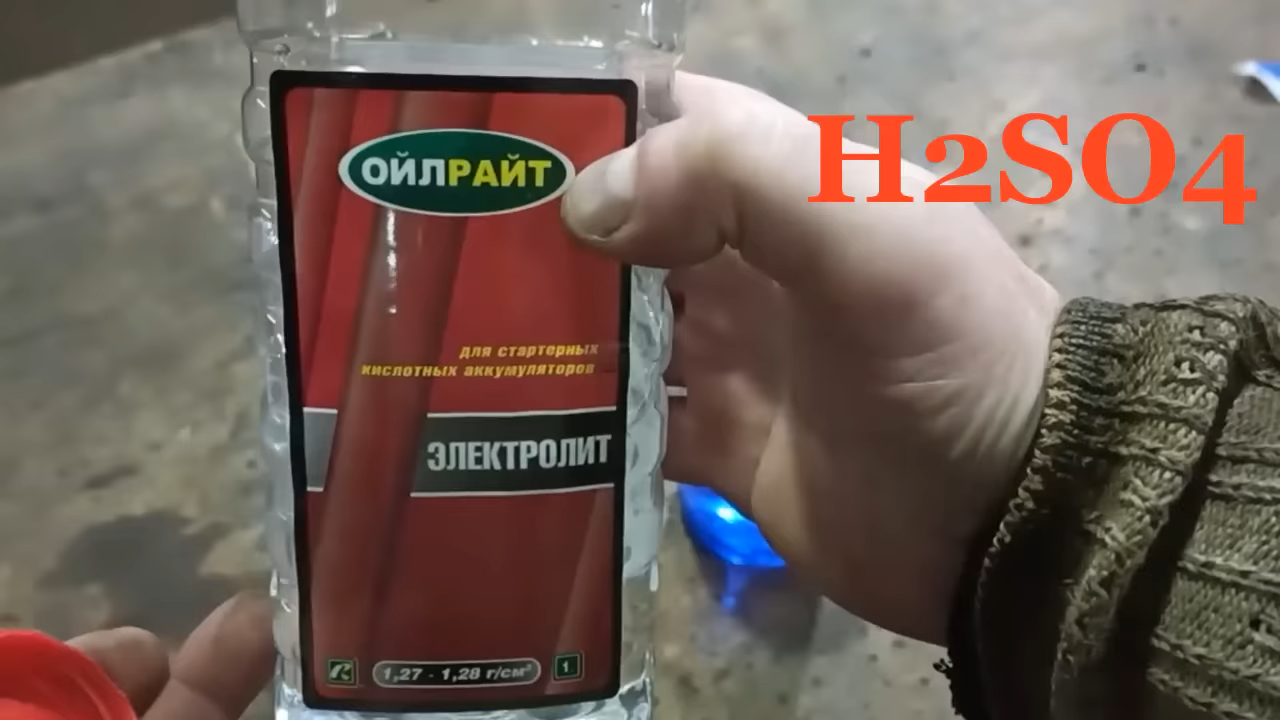 ОЙЛРАЙТ
H2SO4
для стартерных
кислотных аккумуляторов
ЭЛЕКТРОЛИТ
1,27 - 1,28 г/см³
1